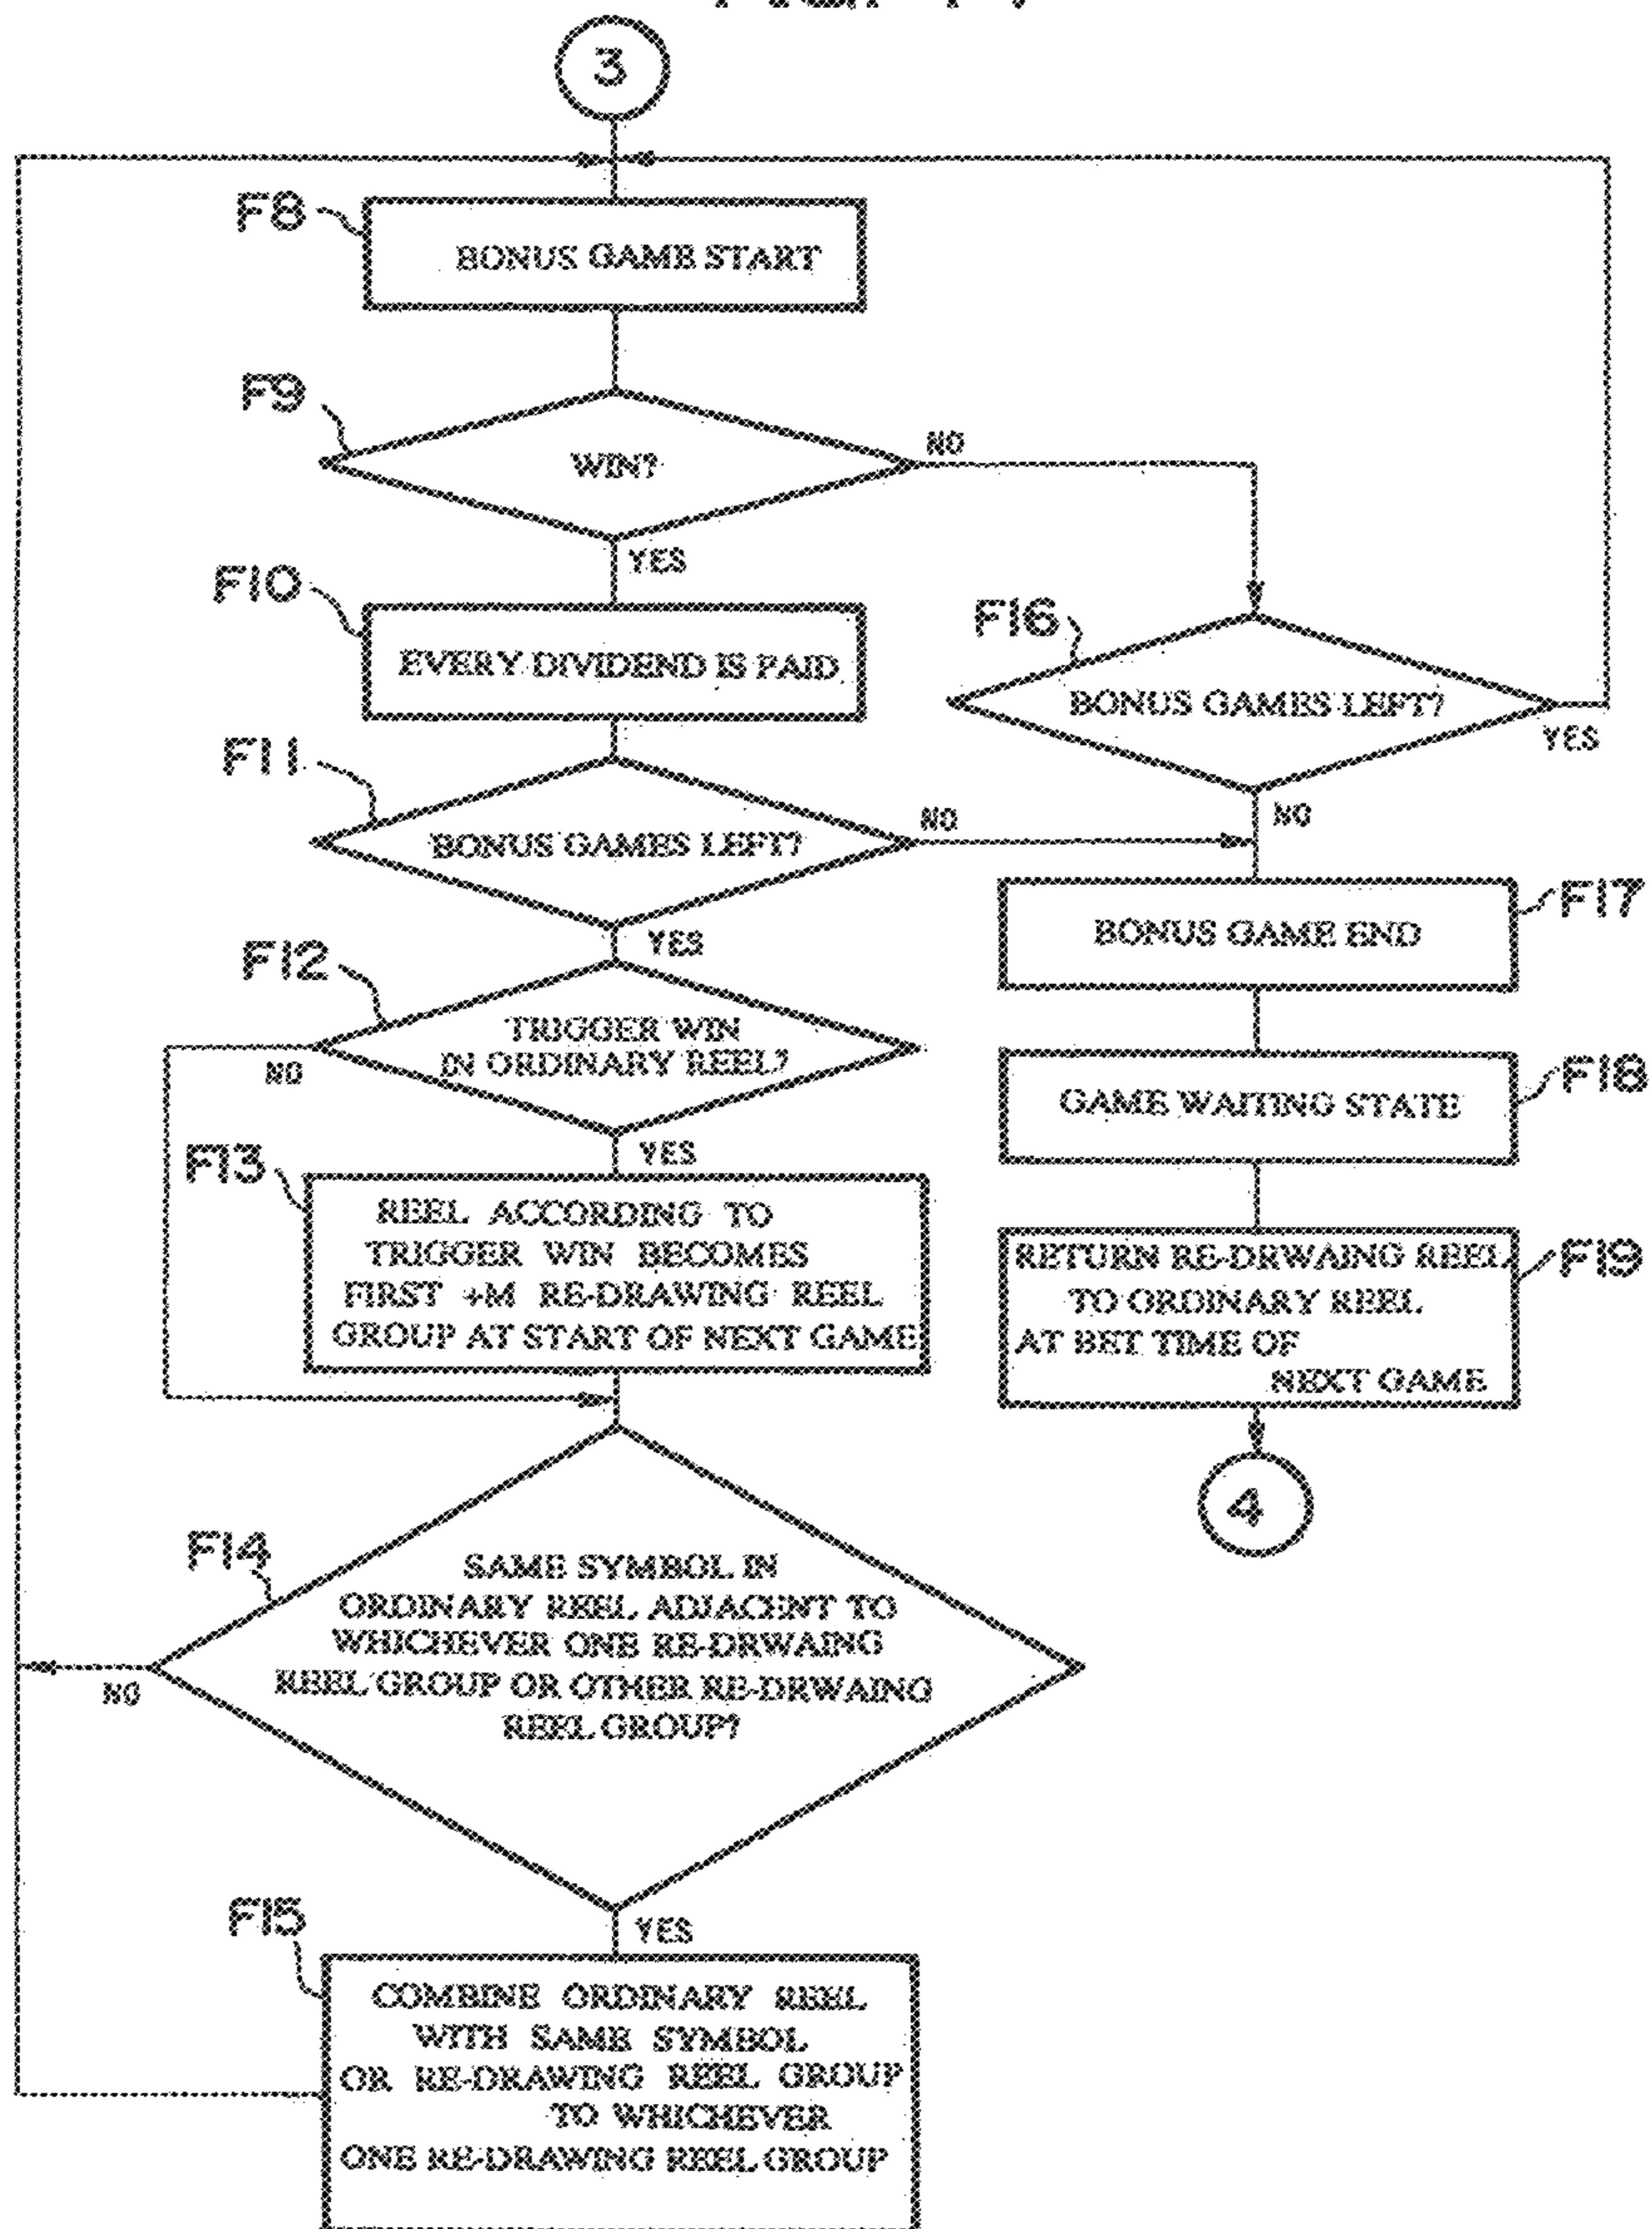 3
F8
BONUS GAME START
F9
WIN?
NO
YES
F10
EVERY DIVIDEND IS PAID
F16
BONUS GAMES LEFT?
YES
NO
F11
BONUS GAMES LEFT?
NO
YES
F17
BONUS GAME END
F12
TRIGGER WIN
IN ORDINARY REEL?
NO
YES
F18
GAME WAITING STATE
F13
REEL ACCORDING TO
TRIGGER WIN BECOMES
FIRST +M RE-DRAWING REEL
GROUP AT START OF NEXT GAME
F19
RETURN RE-DRWAING REEL
TO ORDINARY REEL
AT BET TIME OF
NEXT GAME
4
F14
SAME SYMBOL IN
ORDINARY REEL ADJACENT TO
WHICHEVER ONE RE-DRWAING
REEL GROUP OR OTHER RE-DRWAING
REEL GROUP?
NO
YES
F15
COMBINE ORDINARY REEL
WITH SAME SYMBOL
OR RE-DRAWING REEL GROUP
TO WHICHEVER
ONE RE-DRAWING REEL GROUP